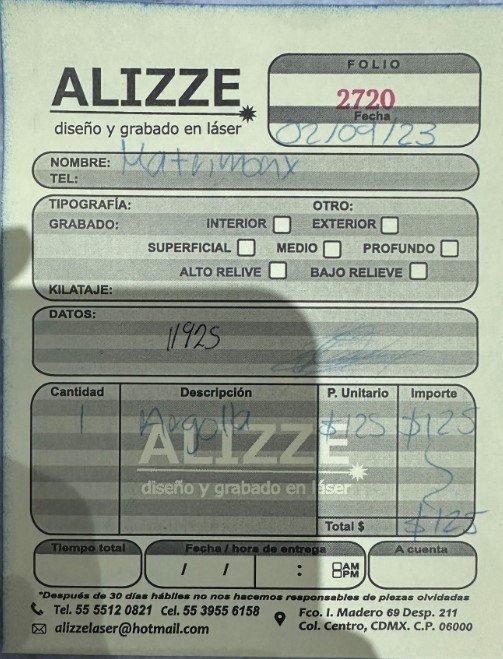 FOLIO
ALIZZE
2720
diseño y grabado en láser
Fecha
02/09/23
NOMBRE: Matrimonx
TEL:
TIPOGRAFÍA: OTRO:
GRABADO: INTERIOR EXTERIOR
SUPERFICIAL MEDIO PROFUNDO
ALTO RELIVE BAJO RELIEVE
KILATAJE:
DATOS:
11925
Cantidad Descripción P. Unitario Importe
1 Argolla $125 $125
ALIZZE
diseño y grabado en láser
Total $ $125
Tiempo total Fecha / hora de entrega A cuenta
/ / : AM
PM
*Después de 30 días hábiles no nos hacemos responsables de piezas olvidadas
Tel. 55 5512 0821 Cel. 55 3955 6158 Fco. I. Madero 69 Desp. 211
alizzelaser@hotmail.com Col. Centro, CDMX. C.P. 06000